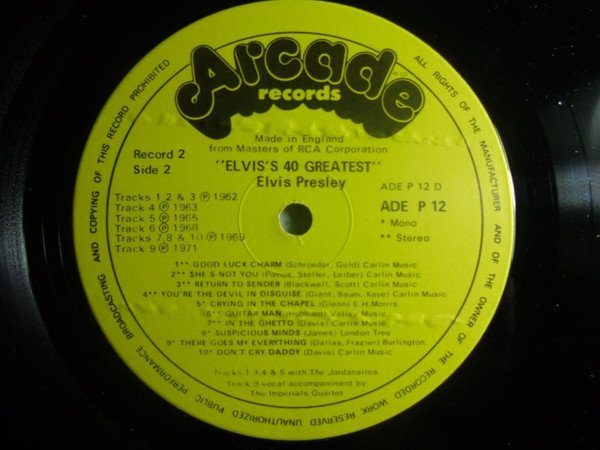 Arcade
records
Made in England
from Masters of RCA Corporation
Record 2
Side 2
"ELVIS'S 40 GREATEST"
Elvis Presley
ADE P 12 D
ADE P 12
* Mono
** Stereo
Tracks 1 2 & 3 Ⓟ 1962
Track 4 Ⓟ 1963
Track 5 Ⓟ 1965
Track 6 Ⓟ 1968
Tracks 7,8 & 10 Ⓟ 1969
Track 9 Ⓟ 1971
1** GOOD LUCK CHARM (Schroeder, Gold) Carlin Music
2** SHE S NOT YOU (Pomus, Stoller, Leiber) Carlin Music
3** RETURN TO SENDER (Blackwell, Scott) Carlin Music
4** YOU RE THE DEVIL IN DISGUISE (Giant, Baum, Kaye) Carlin Music
5* CRYING IN THE CHAPEL (Glenn) E.H.Morris
6** GUITAR MAN (Hubbard) Valley Music
7** IN THE GHETTO (Davis) Carlin Music
8* SUSPICIOUS MINDS (James) London Tree
9* THERE GOES MY EVERYTHING (Dallas, Frazier) Burlington
10* DON'T CRY DADDY (Davis) Carlin Music
Tracks 1,3,4 & 5 with The Jordanaires
Track 9 vocal accompaniment by
The Imperials Quartet
ALL RIGHTS OF THE MANUFACTURER AND OF THE OWNER OF THE RECORDED WORK RESERVED UNAUTHORIZED PUBLIC PERFORMANCE BROADCASTING AND COPYING OF THIS RECORD PROHIBITED